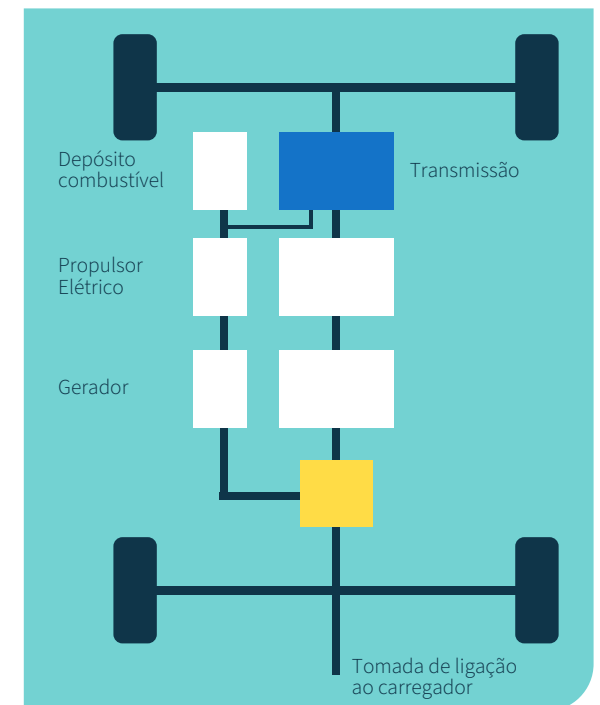 Depósito
combustível
Transmissão
Propulsor
Elétrico
Gerador
Tomada de ligação
ao carregador